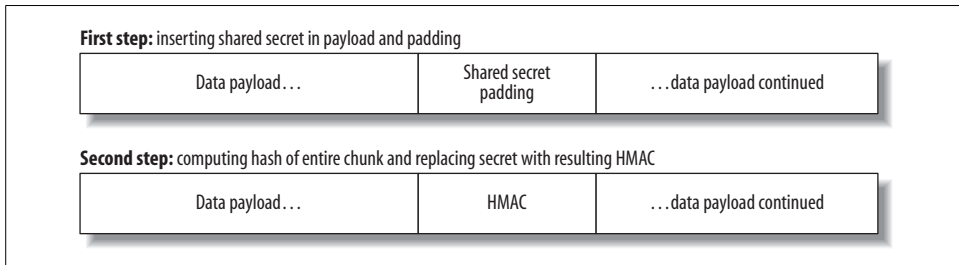 First step: inserting shared secret in payload and padding
Data payload…
Shared secret
padding
…data payload continued
Second step: computing hash of entire chunk and replacing secret with resulting HMAC
Data payload…
HMAC
…data payload continued